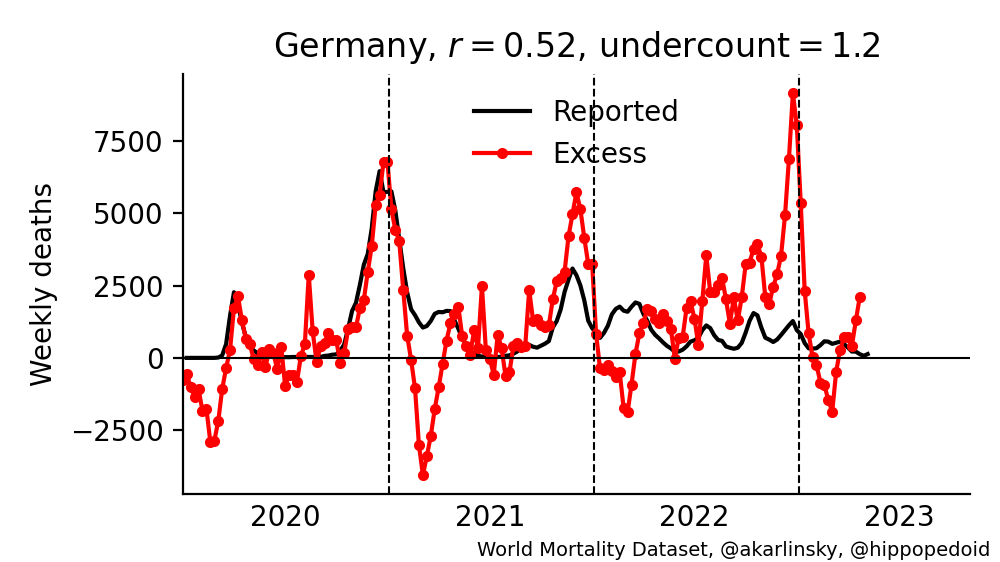 Germany, r = 0.52, undercount = 1.2
Reported
Excess
7500
5000
2500
0
−2500
Weekly deaths
2020 2021 2022 2023
World Mortality Dataset, @akarlinsky, @hippopedoid